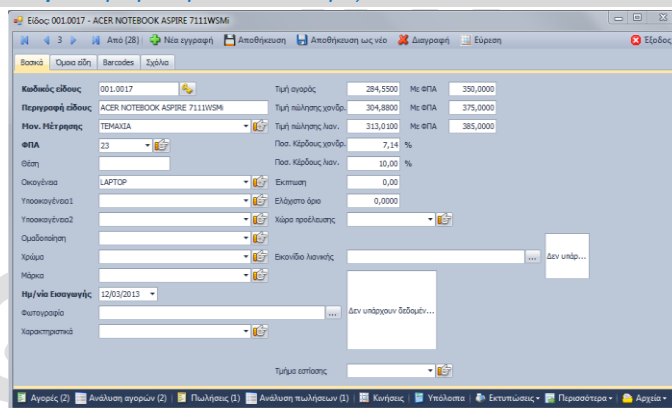 Είδος: 001.0017 - ACER NOTEBOOK ASPIRE 7111WSMi
3 Από (28) Νέα εγγραφή Αποθήκευση Αποθήκευση ως νέο Διαγραφή Εύρεση Έξοδος
Βασικά Όμοια είδη Barcodes Σχόλια
Κωδικός είδους 001.0017 Τιμή αγοράς 284,5500 Με ΦΠΑ 350,0000
Περιγραφή είδους ACER NOTEBOOK ASPIRE 7111WSMi Τιμή πώλησης χονδρ. 304,8800 Με ΦΠΑ 375,0000
Μον. Μέτρησης ΤΕΜΑΧΙΑ Τιμή πώλησης λιαν. 313,0100 Με ΦΠΑ 385,0000
ΦΠΑ 23 Ποσ. Κέρδους χονδρ. 7,14 %
Θέση Ποσ. Κέρδους λιαν. 10,00 %
Οικογένεια LAPTOP Έκπτωση 0,00
Υποοικογένεια1 Ελάχιστο όριο 0,0000
Υποοικογένεια2 Χώρα προέλευσης
Ομαδοποίηση
Χρώμα Εικονίδιο λιανικής ... Δεν υπάρ...
Μάρκα
Ημ/νία Εισαγωγής 12/03/2013
Φωτογραφία ... Δεν υπάρχουν δεδομέν...
Χαρακτηριστικά
Τμήμα εστίασης
Αγορές (2) Ανάλυση αγορών (2) Πωλήσεις (1) Ανάλυση πωλήσεων (1) Κινήσεις Υπόλοιπα Εκτυπώσεις Περισσότερα Αρχεία